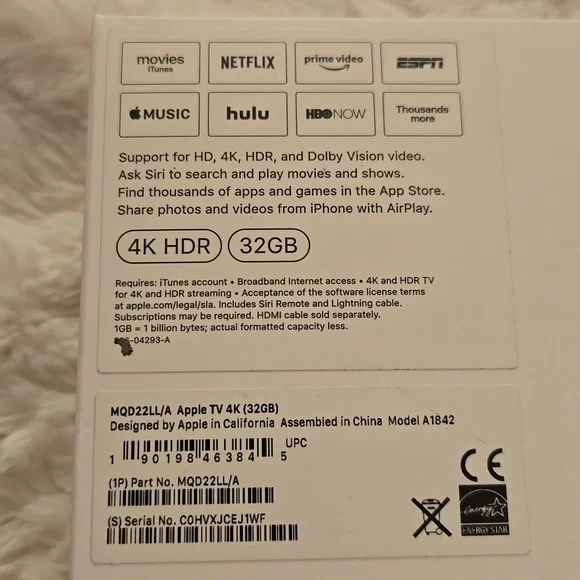 movies
iTunes
NETFLIX
prime video
ESPN
MUSIC
hulu
HBO NOW
Thousands
more
Support for HD, 4K, HDR, and Dolby Vision video.
Ask Siri to search and play movies and shows.
Find thousands of apps and games in the App Store.
Share photos and videos from iPhone with AirPlay.
4K HDR
32GB
Requires: iTunes account • Broadband Internet access • 4K and HDR TV
for 4K and HDR streaming • Acceptance of the software license terms
at apple.com/legal/sla. Includes Siri Remote and Lightning cable.
Subscriptions may be required. HDMI cable sold separately.
1GB = 1 billion bytes; actual formatted capacity less.
-04293-A
MQD22LL/A Apple TV 4K (32GB)
Designed by Apple in California Assembled in China Model A1842
UPC
1 90198 46384 5
(1P) Part No. MQD22LL/A
(S) Serial No. C0HVXJCEJ1WF
CE
energy
ENERGY STAR